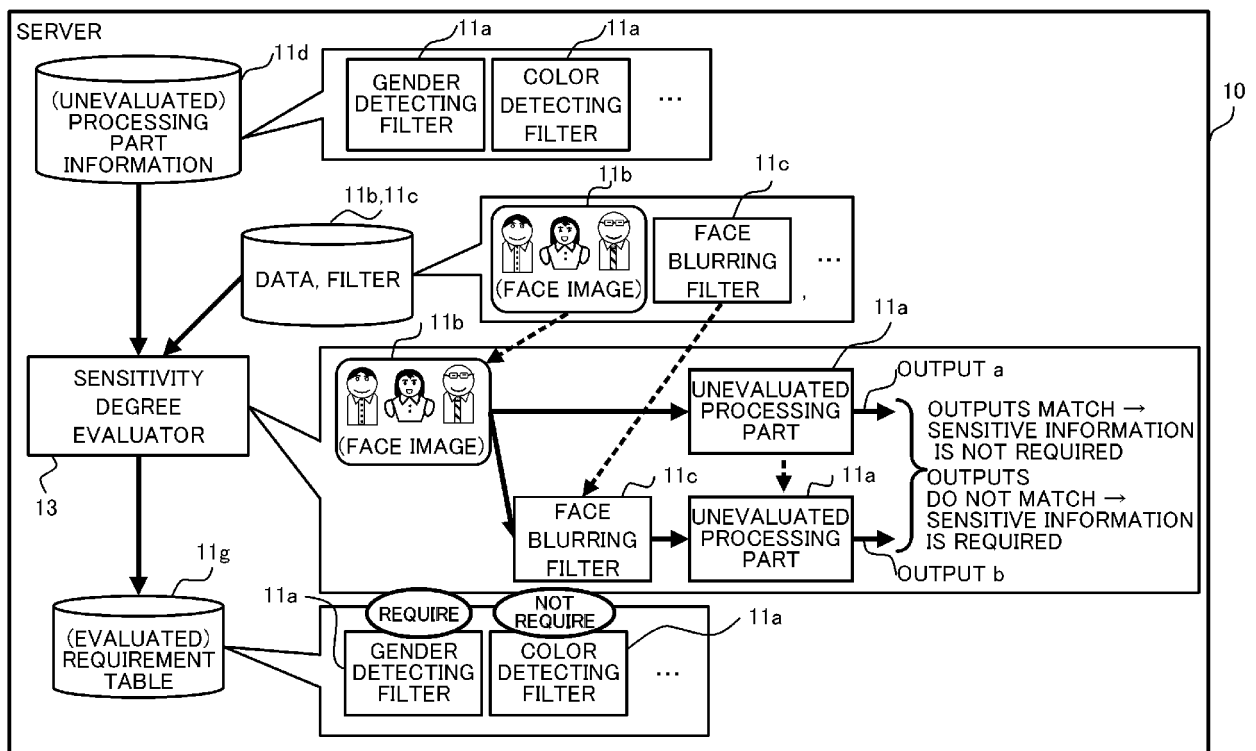 SERVER
11d
(UNEVALUATED)
PROCESSING
PART
INFORMATION
11a
GENDER
DETECTING
FILTER
11a
COLOR
DETECTING
FILTER
...
10
11b,11c
DATA, FILTER
11b
(FACE IMAGE)
11c
FACE
BLURRING
FILTER
,
...
SENSITIVITY
DEGREE
EVALUATOR
13
11b
(FACE IMAGE)
11a
UNEVALUATED
PROCESSING
PART
OUTPUT a
11c
FACE
BLURRING
FILTER
11a
UNEVALUATED
PROCESSING
PART
OUTPUT b
OUTPUTS MATCH →
SENSITIVE INFORMATION
IS NOT REQUIRED
OUTPUTS
DO NOT MATCH →
SENSITIVE INFORMATION
IS REQUIRED
11g
(EVALUATED)
REQUIREMENT
TABLE
11a
REQUIRE
GENDER
DETECTING
FILTER
NOT
REQUIRE
COLOR
DETECTING
FILTER
11a
...